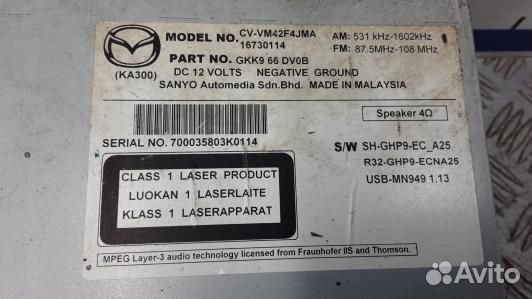 MODEL NO. CV-VM42F4JMA AM: 531 kHz-1602kHz
16730114 FM: 87.5MHz-108 MHz
PART NO. GKK9 66 DV0B
(KA300) DC 12 VOLTS NEGATIVE GROUND
SANYO Automedia Sdn.Bhd. MADE IN MALAYSIA
Speaker 4Ω
SERIAL NO. 700035803K0114
S/W SH-GHP9-EC_A25
R32-GHP9-ECNA25
USB-MN949 1.13
CLASS 1 LASER PRODUCT
LUOKAN 1 LASERLAITE
KLASS 1 LASERAPPARAT
MPEG Layer-3 audio technology licensed from Fraunhofer IIS and Thomson.
Avito